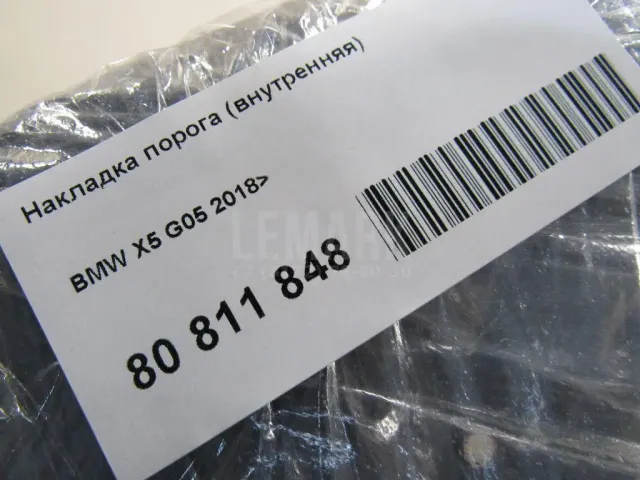 Накладка порога (внутренняя)
BMW X5 G05 2018>
80 811 848